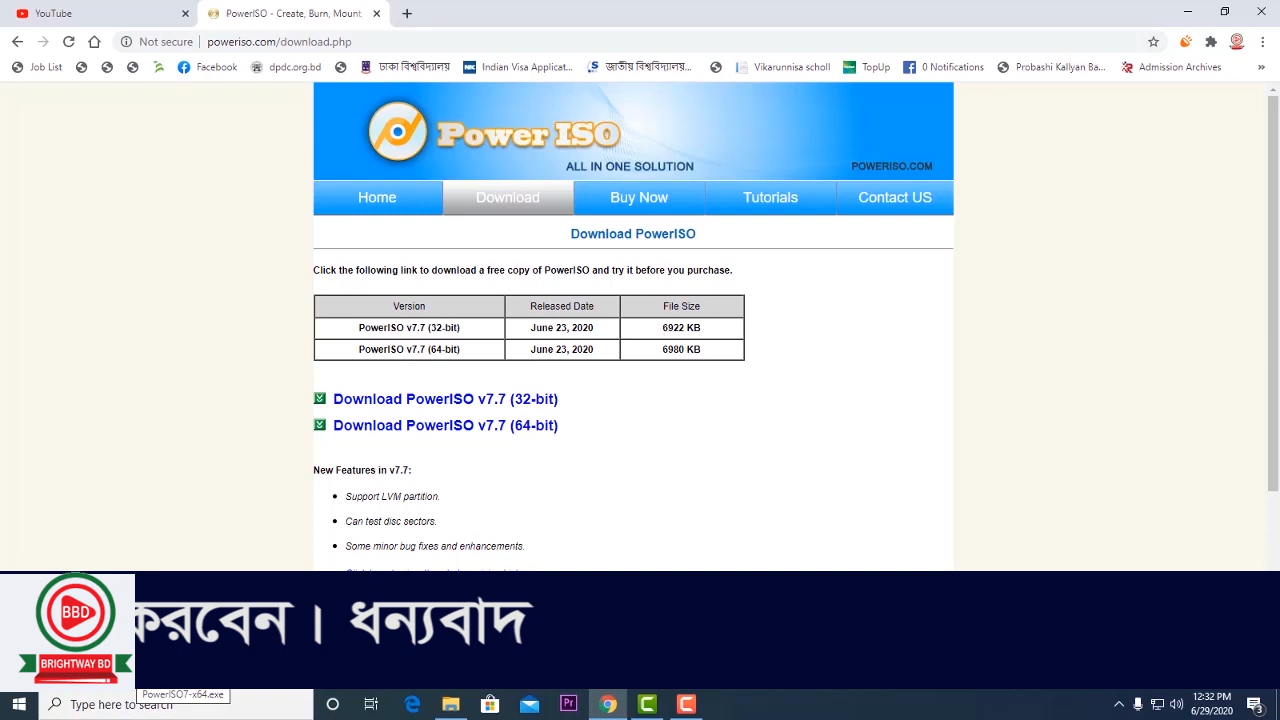 YouTube
PowerISO - Create, Burn, Mount
Not secure
poweriso.com/download.php
Job List
Facebook
dpdc.org.bd
ঢাকা বিশ্ববিদ্যালয়
Indian Visa Applicat...
জাতীয় বিশ্ববিদ্যালয়...
Vikarunnisa scholl
TopUp
0 Notifications
Probashi Kallyan Ba...
Admission Archives
»
Power ISO
ALL IN ONE SOLUTION
POWERISO.COM
Home Download Buy Now Tutorials Contact US
Download PowerISO
Click the following link to download a free copy of PowerISO and try it before you purchase.
Version Released Date File Size
PowerISO v7.7 (32-bit) June 23, 2020 6922 KB
PowerISO v7.7 (64-bit) June 23, 2020 6980 KB
Download PowerISO v7.7 (32-bit)
Download PowerISO v7.7 (64-bit)
New Features in v7.7:
Support LVM partition.
Can test disc sectors.
Some minor bug fixes and enhancements.
BBD
BRIGHTWAY BD
করবেন । ধন্যবাদ
PowerISO7-x64.exe
Type here to search
12:32 PM
6/29/2020